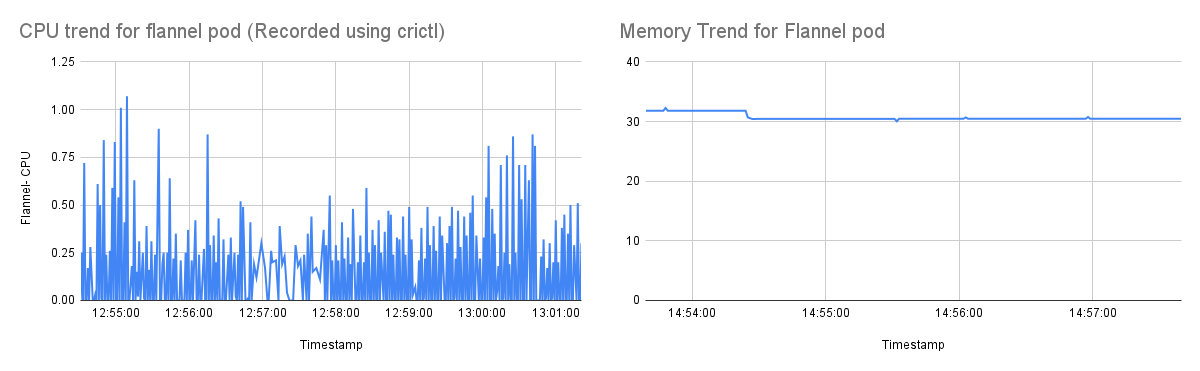 CPU trend for flannel pod (Recorded using crictl)
1.25
1.00
0.75
0.50
0.25
0.00
Flannel- CPU
12:55:00 12:56:00 12:57:00 12:58:00 12:59:00 13:00:00 13:01:00
Timestamp
Memory Trend for Flannel pod
40
30
20
10
0
14:54:00 14:55:00 14:56:00 14:57:00
Timestamp